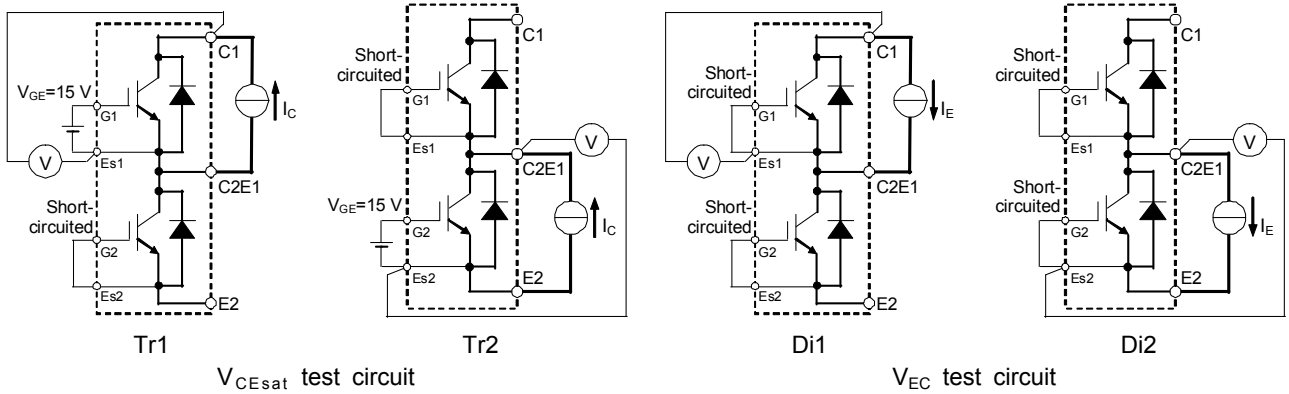 C1
Short-
circuited
V_GE=15 V
G1
Es1
V
I_C
C2E1
Short-
circuited
G2
Es2
E2
Tr1
C1
Short-
circuited
G1
Es1
V
C2E1
V_GE=15 V
G2
Es2
I_C
E2
Tr2
V_CEsat test circuit
C1
Short-
circuited
G1
Es1
V
I_E
C2E1
Short-
circuited
G2
Es2
E2
Di1
C1
Short-
circuited
G1
Es1
V
C2E1
Short-
circuited
G2
Es2
I_E
E2
Di2
V_EC test circuit